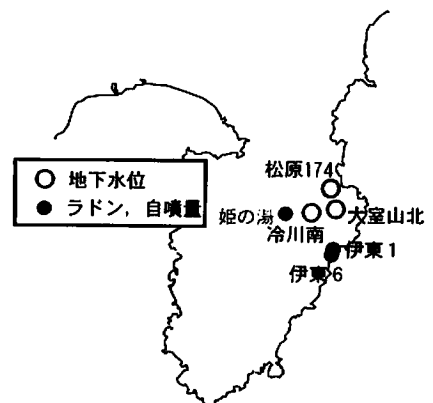 松原174
地下水位
ラドン，自噴量
姫の湯
大室山北
冷川南
伊東1
伊東6